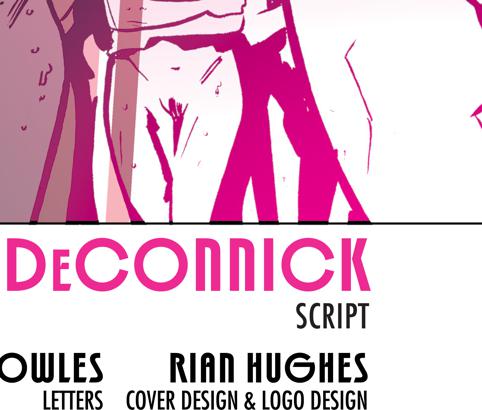 DeCONNICK
SCRIPT
OWLES RIAN HUGHES
LETTERS COVER DESIGN & LOGO DESIGN